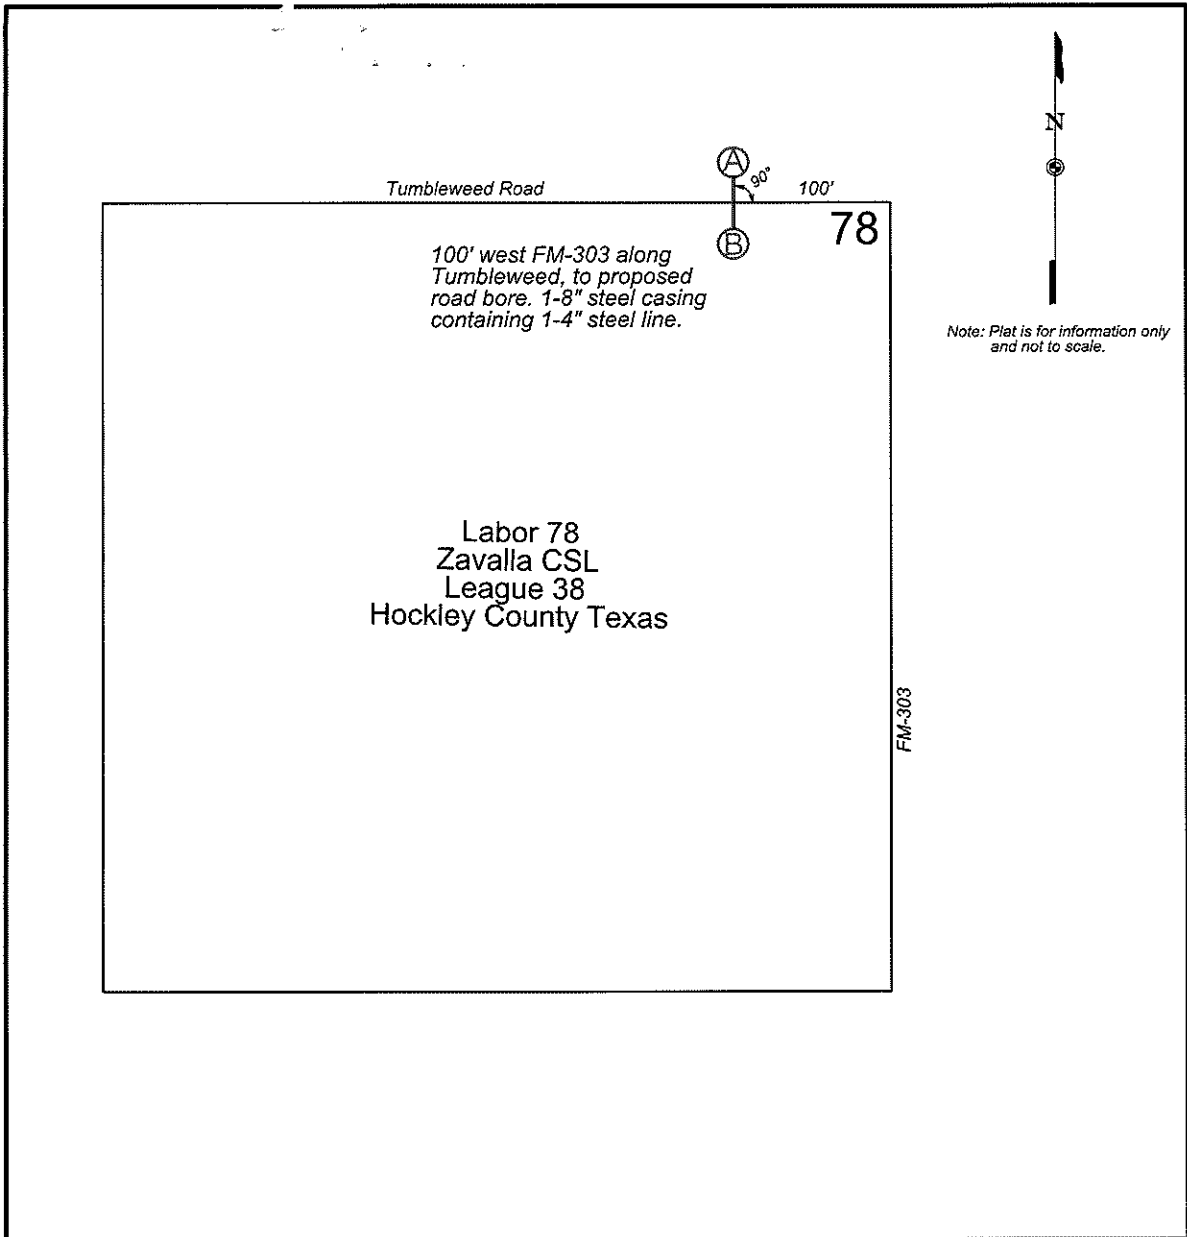 N
A
90°
Tumbleweed Road
100'
78
B
100' west FM-303 along
Tumbleweed, to proposed
road bore. 1-8" steel casing
containing 1-4" steel line.
Note: Plat is for information only
and not to scale.
Labor 78
Zavalla CSL
League 38
Hockley County Texas
FM-303